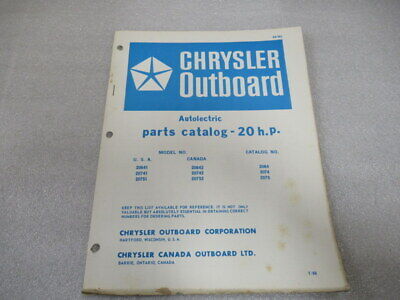 CHRYSLER
Outboard
Autolectric
parts catalog - 20 h.p.
MODEL NO. CATALOG NO.
U. S. A. CANADA
20641 20642 2064
20741 20742 2074
20751 20752 2075
KEEP THIS CATALOG AVAILABLE FOR REFERENCE. IT IS NOT ONLY
VALUABLE BUT ABSOLUTELY ESSENTIAL IN OBTAINING CORRECT
NUMBERS FOR ORDERING PARTS.
CHRYSLER OUTBOARD CORPORATION
HARTFORD, WISCONSIN, U. S. A.
CHRYSLER CANADA OUTBOARD LTD.
BARRIE, ONTARIO, CANADA